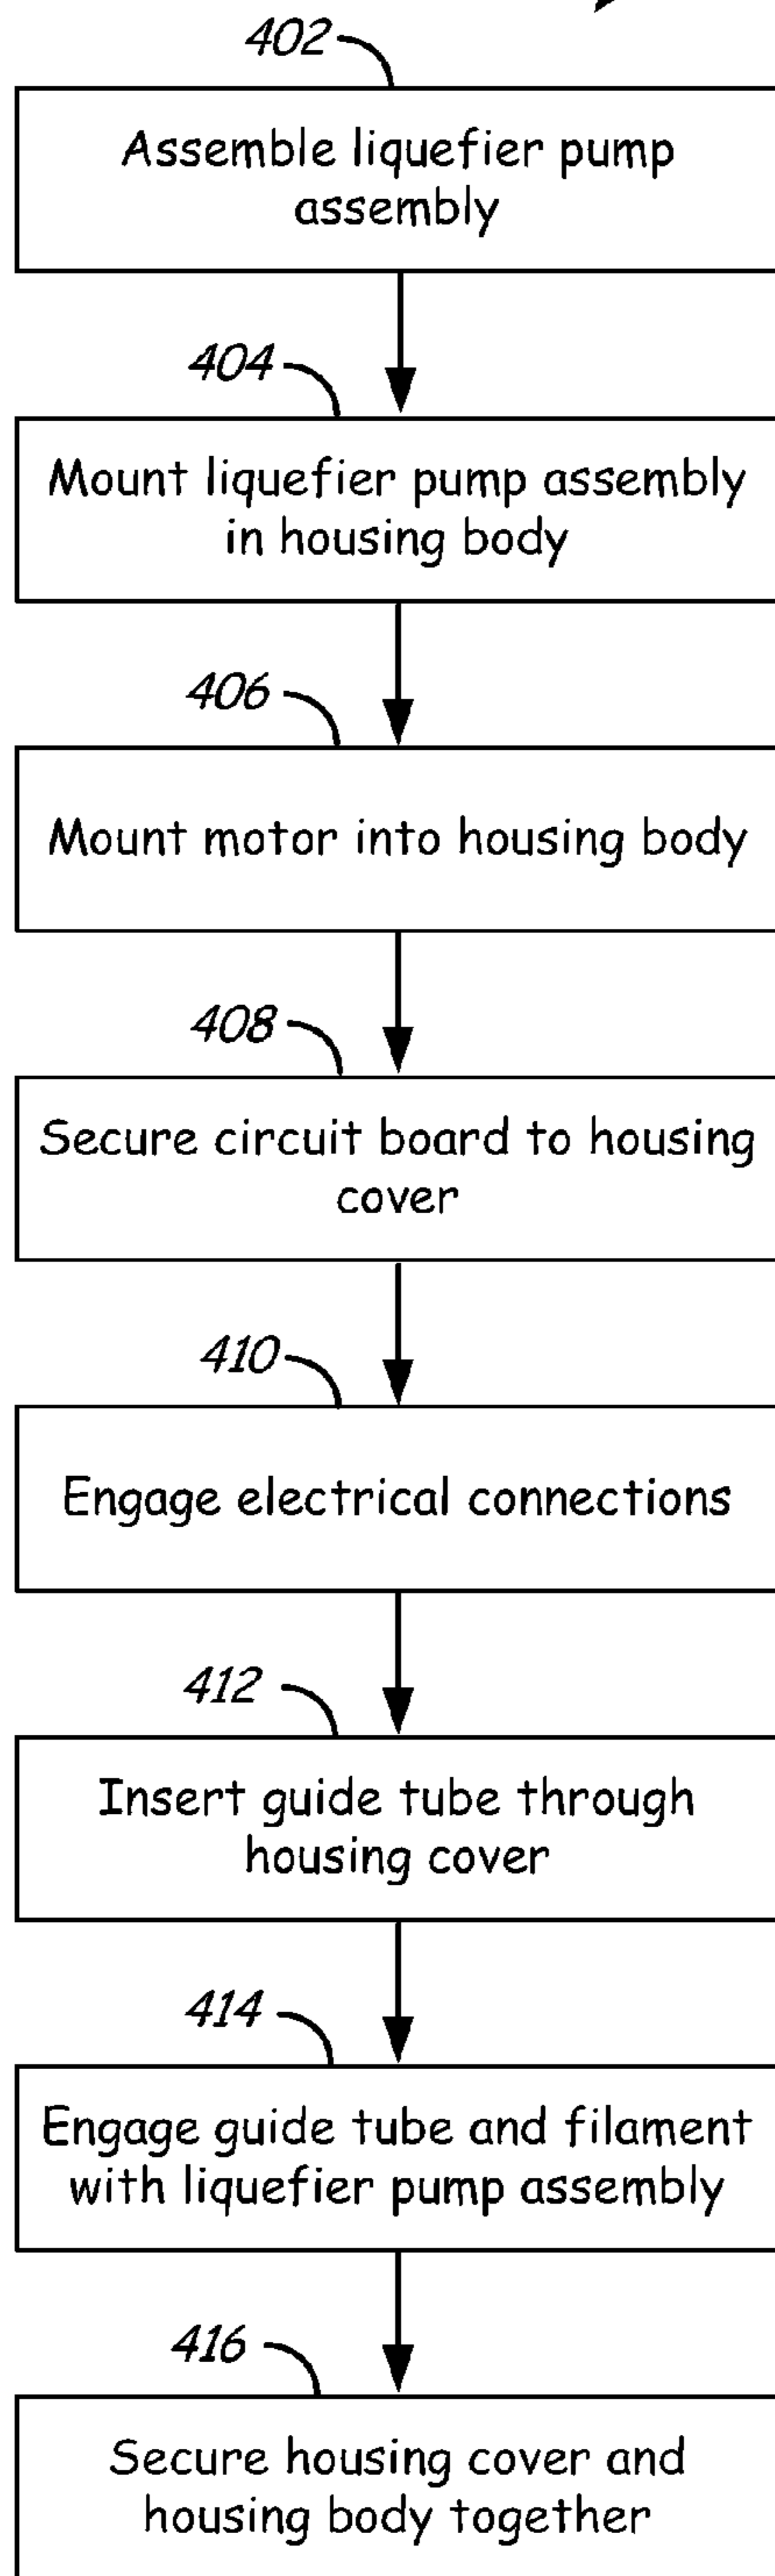 402
Assemble liquefier pump
assembly
404
Mount liquefier pump assembly
in housing body
406
Mount motor into housing body
408
Secure circuit board to housing
cover
410
Engage electrical connections
412
Insert guide tube through
housing cover
414
Engage guide tube and filament
with liquefier pump assembly
416
Secure housing cover and
housing body together